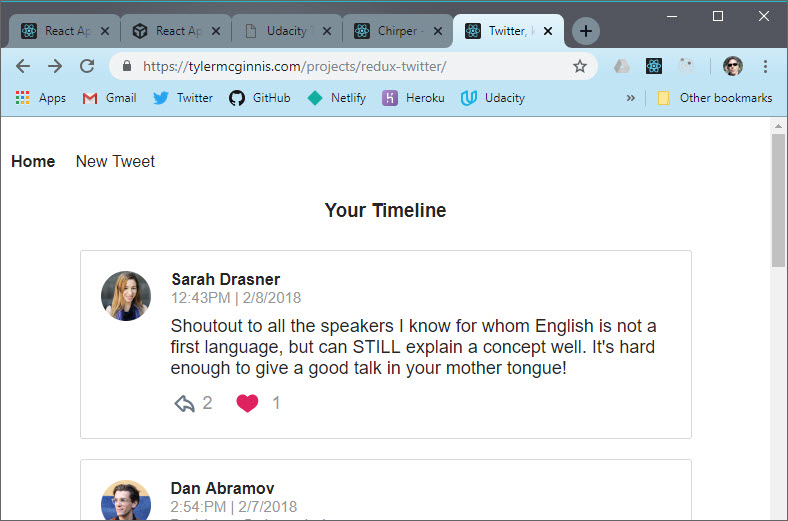 React Ap
React Ap
Udacity
Chirper
Twitter,
https://tylermcginnis.com/projects/redux-twitter/
Apps
Gmail
Twitter
GitHub
Netlify
Heroku
Udacity
»
Other bookmarks
Home
New Tweet
Your Timeline
Sarah Drasner
12:43PM | 2/8/2018
Shoutout to all the speakers I know for whom English is not a
first language, but can STILL explain a concept well. It's hard
enough to give a good talk in your mother tongue!
2
1
Dan Abramov
2:54:PM | 2/7/2018